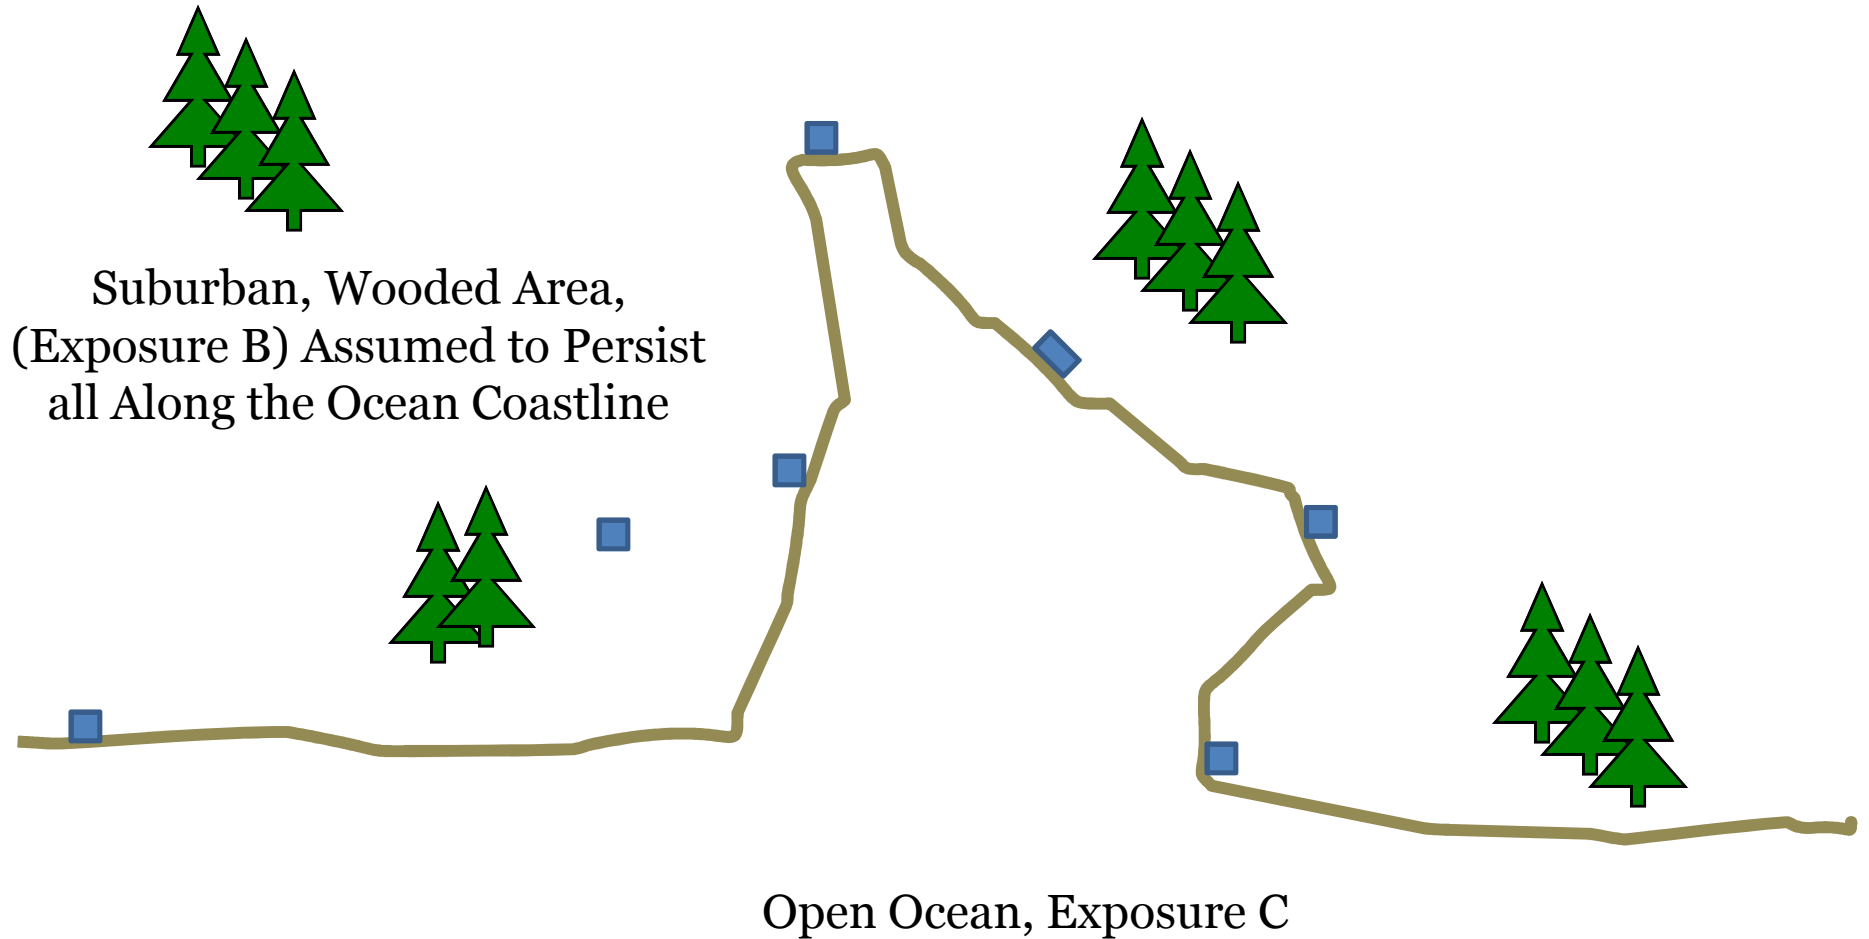 Suburban, Wooded Area,
(Exposure B) Assumed to Persist
all Along the Ocean Coastline
Open Ocean, Exposure C